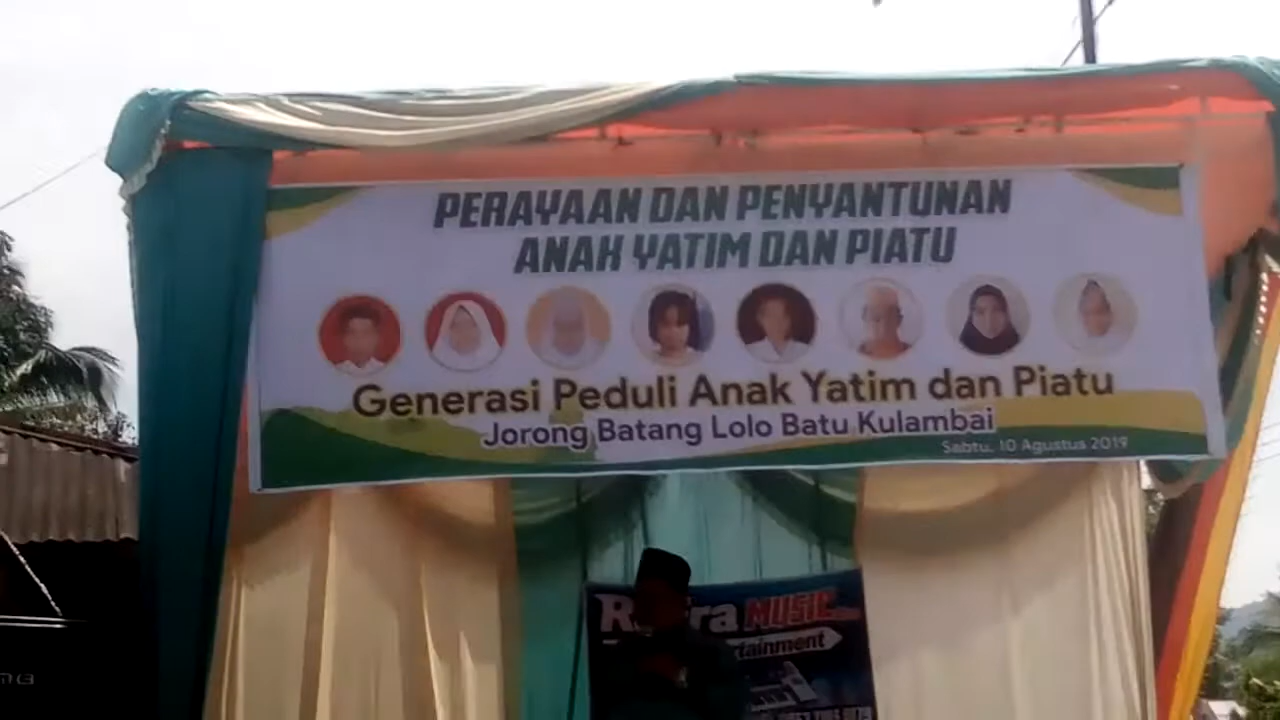 PERAYAAN DAN PENYANTUNAN
ANAK YATIM DAN PIATU
Generasi Peduli Anak Yatim dan Piatu
Jorong Batang Lolo Batu Kulambai
Sabtu, 10 Agustus 2019
MUSIC